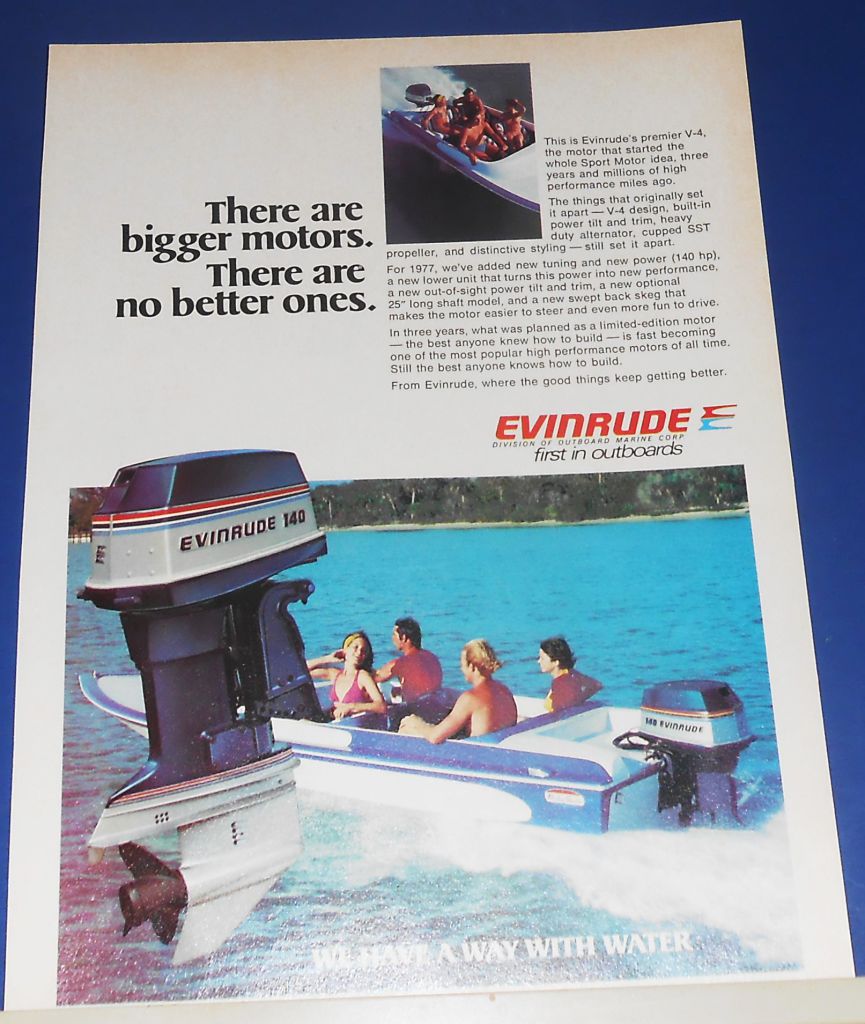 There are
bigger motors.
There are
no better ones.
This is Evinrude's premier V-4,
the motor that started the
whole Sport Motor idea, three
years and millions of high
performance miles ago.
The things that originally set
it apart — V-4 design, built-in
power tilt and trim, heavy
duty alternator, cupped SST
propeller, and distinctive styling — still set it apart.
For 1977, we've added new tuning and new power (140 hp),
a new lower unit that turns this power into new performance,
a new out-of-sight power tilt and trim, a new optional
25" long shaft model, and a new swept back skeg that
makes the motor easier to steer and even more fun to drive.
In three years, what was planned as a limited-edition motor
— the best anyone knew how to build — is fast becoming
one of the most popular high performance motors of all time.
Still the best anyone knows how to build.
From Evinrude, where the good things keep getting better.
EVINRUDE
DIVISION OF OUTBOARD MARINE CORP
first in outboards
EVINRUDE 140
140 EVINRUDE
WE HAVE A WAY WITH WATER